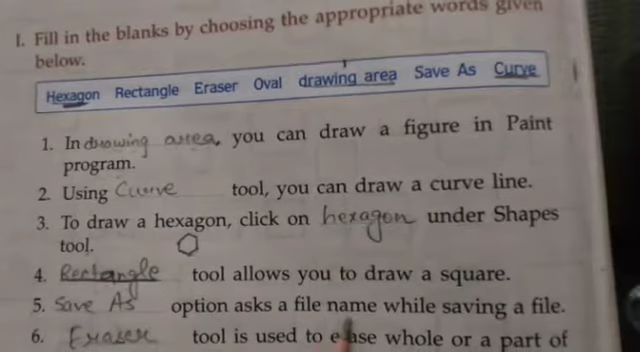 I. Fill in the blanks by choosing the appropriate words given
below.
Hexagon Rectangle Eraser Oval drawing area Save As Curve
1. In drawing area, you can draw a figure in Paint
program.
2. Using Curve tool, you can draw a curve line.
3. To draw a hexagon, click on hexagon under Shapes
tool.
4. Rectangle tool allows you to draw a square.
5. Save As option asks a file name while saving a file.
6. Eraser tool is used to erase whole or a part of